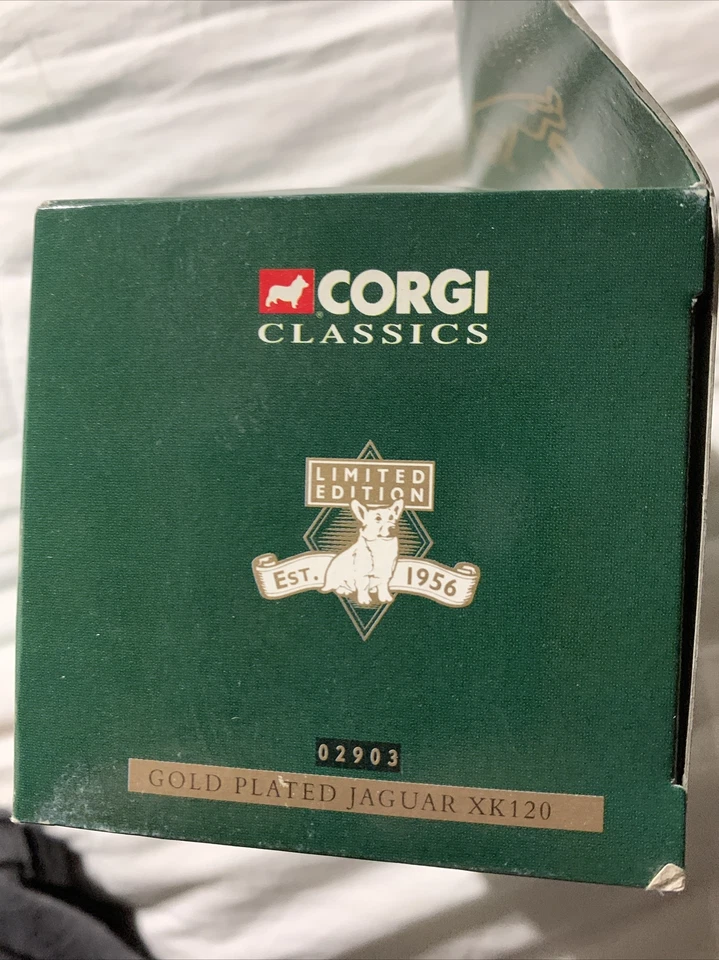 CORGI
CLASSICS
LIMITED
EDITION
EST. 1956
02903
GOLD PLATED JAGUAR XK120